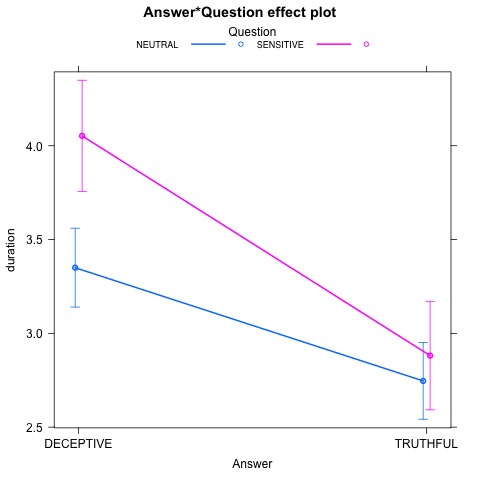 Answer*Question effect plot
Question
NEUTRAL SENSITIVE
4.0
3.5
3.0
2.5
duration
DECEPTIVE TRUTHFUL
Answer